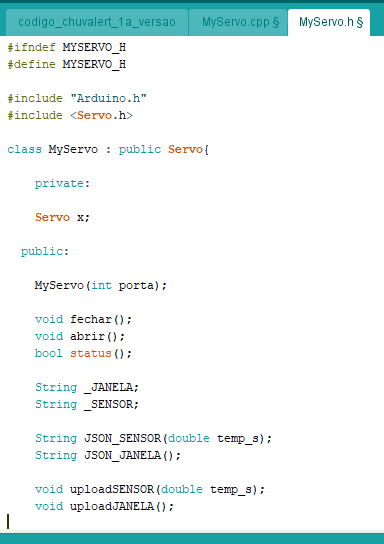 codigo_chuvalert_1a_versao MyServo.cpp § MyServo.h §
#ifndef MYSERVO_H
#define MYSERVO_H
#include "Arduino.h"
#include <Servo.h>
class MyServo : public Servo{
private:
Servo x;
public:
MyServo(int porta);
void fechar();
void abrir();
bool status();
String _JANELA;
String _SENSOR;
String JSON_SENSOR(double temp_s);
String JSON_JANELA();
void uploadSENSOR(double temp_s);
void uploadJANELA();